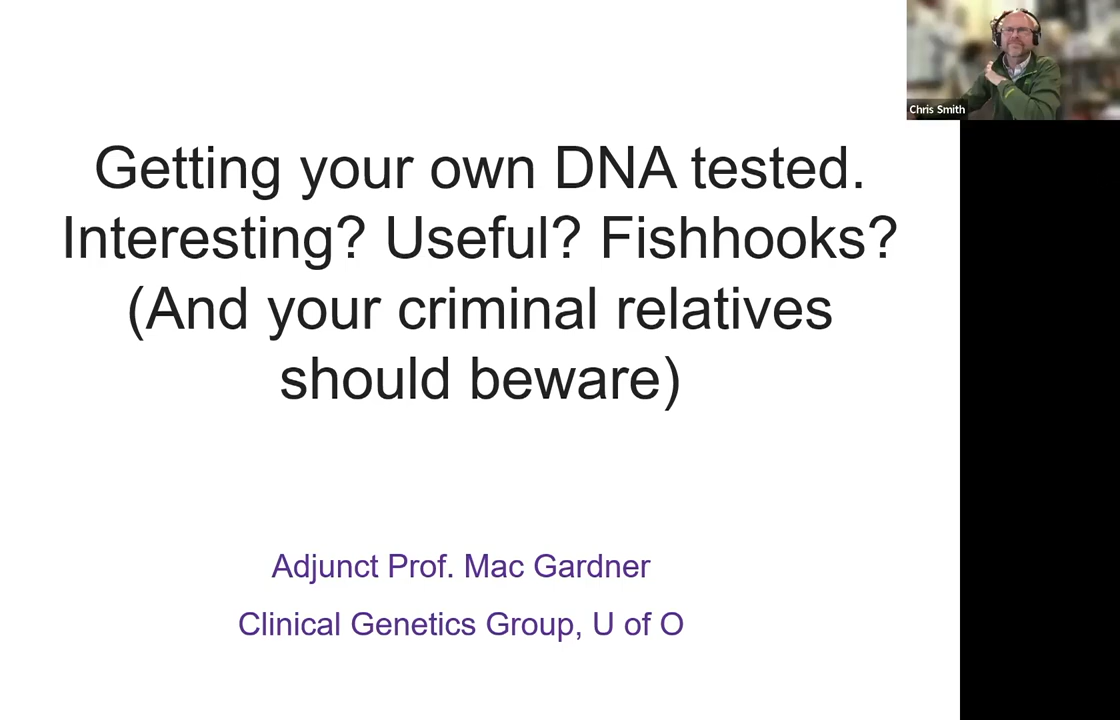 Chris Smith
Getting your own DNA tested.
Interesting? Useful? Fishhooks?
(And your criminal relatives
should beware)
Adjunct Prof. Mac Gardner
Clinical Genetics Group, U of O